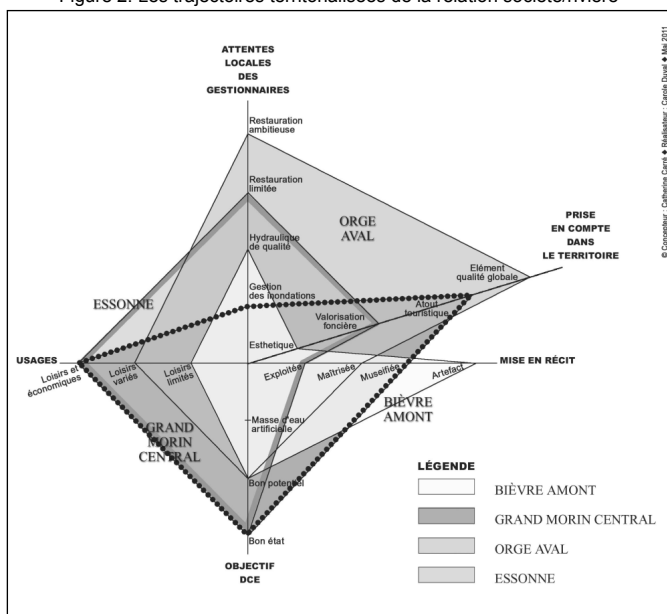 Figure 2. Les trajectoires territorialisées de la relation société/rivière
© Concepteur : Catherine Carré ◆ Réalisateur : Carole Duval ◆ Mai 2011
ATTENTES
LOCALES
DES
GESTIONNAIRES
Restauration
ambitieuse
Restauration
limitée
ORGE
AVAL
PRISE
EN COMPTE
DANS
LE TERRITOIRE
Hydraulique
de qualité
Elément
qualité globale
ESSONNE
Gestion
des inondations
Atout
touristique
Valorisation
foncière
Esthetique
USAGES
Loisirs et
économiques
Loisirs
variés
Loisirs
limités
Exploitée
Maîtrisée
Museifiée
Artefact
MISE EN RÉCIT
BIÈVRE
AMONT
GRAND
MORIN
CENTRAL
Masse d'eau
artificielle
Bon potentiel
Bon état
OBJECTIF
DCE
LÉGENDE
BIÈVRE AMONT
GRAND MORIN CENTRAL
ORGE AVAL
ESSONNE